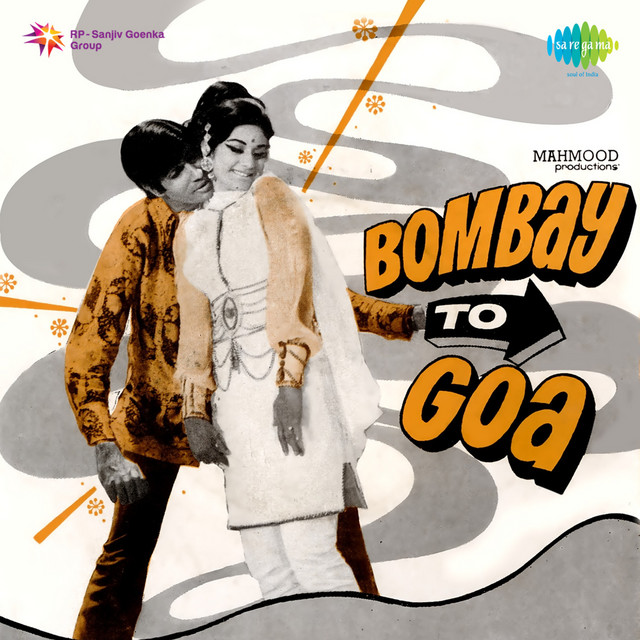 RP - Sanjiv Goenka
Group
sa re ga ma
soul of India
MAHMOOD
productions
BOMBay
TO
Goa